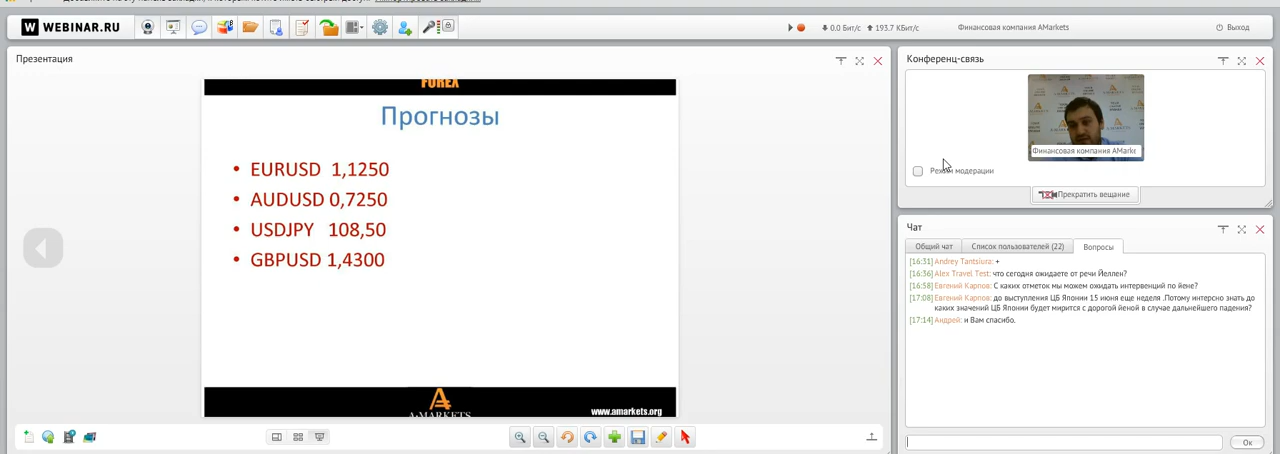 WEBINAR.RU
0.0 Бит/с 193.7 КБит/с
Финансовая компания AMarkets
Выход
Презентация
FOREX
Прогнозы
• EURUSD 1,1250
• AUDUSD 0,7250
• USDJPY 108,50
• GBPUSD 1,4300
AMARKETS
www.amarkets.org
Конференц-связь
Финансовая компания AMarke
Режим модерации
Прекратить вещание
Чат
Общий чат Список пользователей (22) Вопросы
[16:31] Andrey Tantsiura: +
[16:36] Alex Travel Test: что сегодня ожидаете от речи Йеллен?
[16:58] Евгений Карпов: С каких отметок мы можем ожидать интервенций по йене?
[17:08] Евгений Карпов: до выступления ЦБ Японии 15 июня еще неделя .Потому интерсно знать до
каких значений ЦБ Японии будет мирится с дорогой йеной в случае дальнейшего падения?
[17:14] Андрей: и Вам спасибо.
Ок